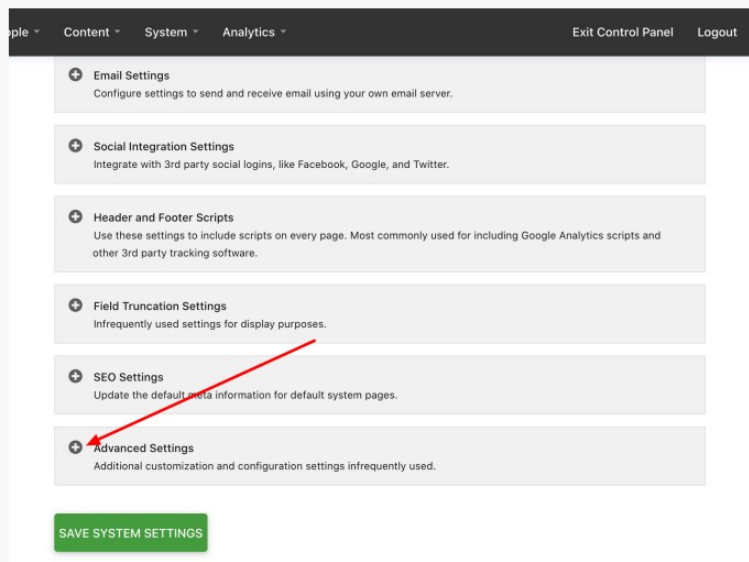 Content System Analytics Exit Control Panel Logout
Email Settings
Configure settings to send and receive email using your own email server.
Social Integration Settings
Integrate with 3rd party social logins, like Facebook, Google, and Twitter.
Header and Footer Scripts
Use these settings to include scripts on every page. Most commonly used for including Google Analytics scripts and
other 3rd party tracking software.
Field Truncation Settings
Infrequently used settings for display purposes.
SEO Settings
Update the default meta information for default system pages.
Advanced Settings
Additional customization and configuration settings infrequently used.
SAVE SYSTEM SETTINGS